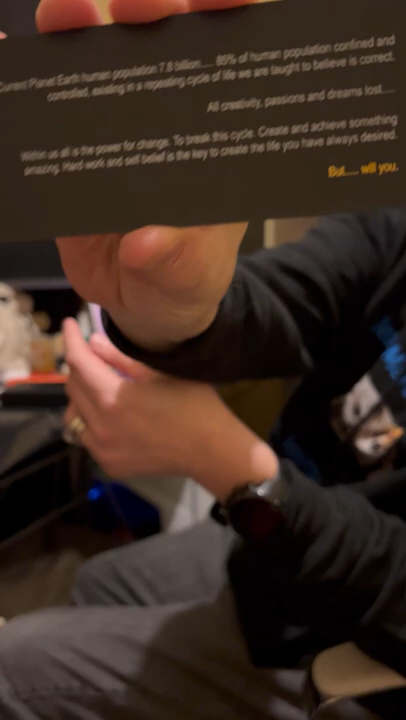 Current Planet Earth human population 7.8 billion.... 85% of human population confined and
controlled, existing in a repeating cycle of life we are taught to believe is correct.
All creativity, passions and dreams lost....
Within us all is the power for change. To break this cycle. Create and achieve something
amazing. Hard work and self belief is the key to create the life you have always desired.
But..... will you.